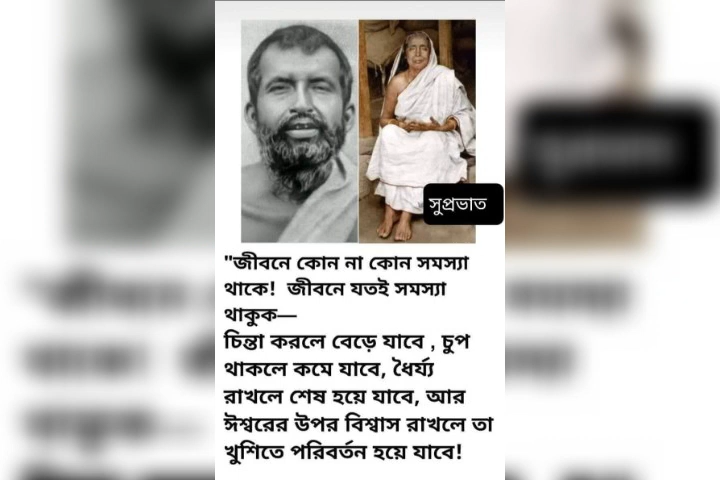 সুপ্রভাত
"জীবনে কোন না কোন সমস্যা
থাকে! জীবনে যতই সমস্যা
থাকুক—
চিন্তা করলে বেড়ে যাবে , চুপ
থাকলে কমে যাবে, ধৈর্য্য
রাখলে শেষ হয়ে যাবে, আর
ঈশ্বরের উপর বিশ্বাস রাখলে তা
খুশিতে পরিবর্তন হয়ে যাবে!